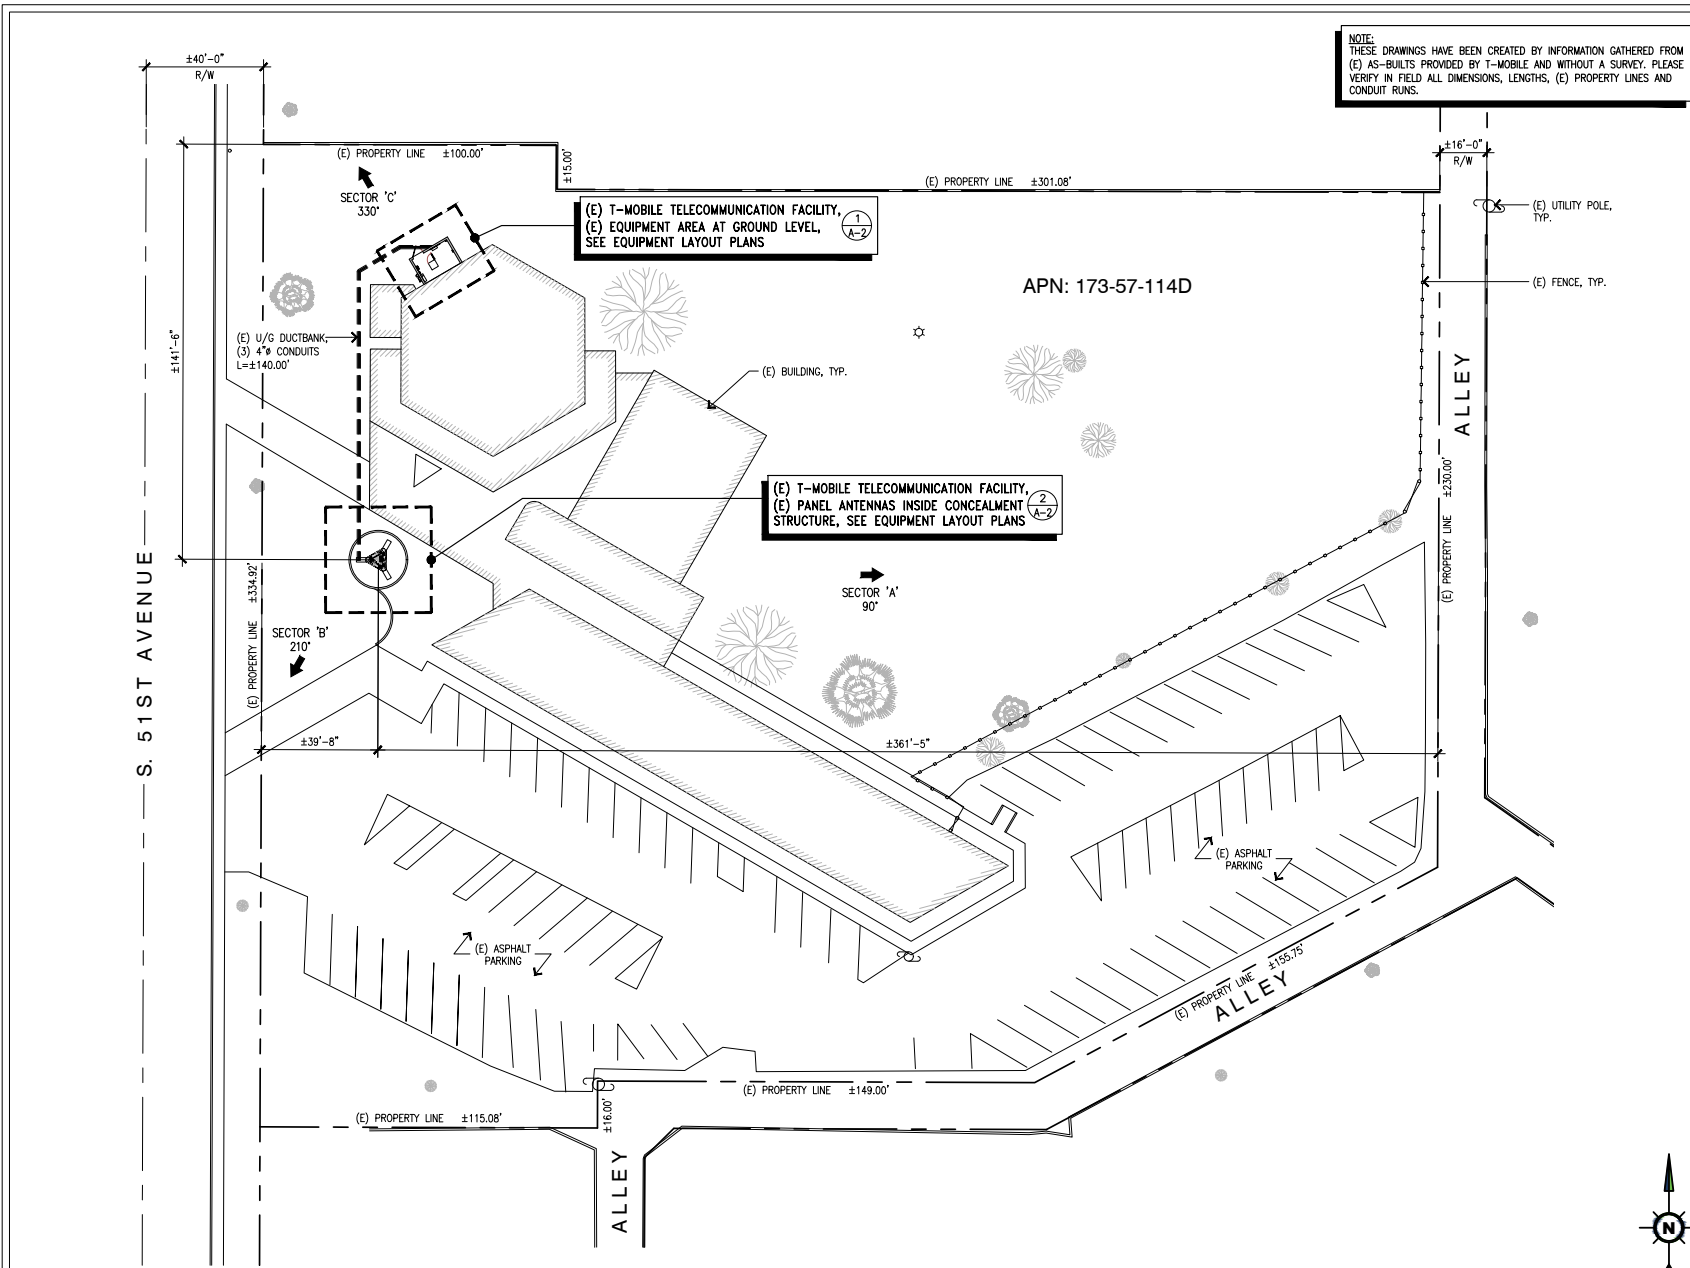 NOTE:
THESE DRAWINGS HAVE BEEN CREATED BY INFORMATION GATHERED FROM
(E) AS-BUILTS PROVIDED BY T-MOBILE AND WITHOUT A SURVEY. PLEASE
VERIFY IN FIELD ALL DIMENSIONS, LENGTHS, (E) PROPERTY LINES AND
CONDUIT RUNS.
±40'-0"
R/W
(E) PROPERTY LINE ±100.00'
±15.00'
(E) PROPERTY LINE ±301.08'
±16'-0"
R/W
SECTOR 'C'
330°
(E) T-MOBILE TELECOMMUNICATION FACILITY,
(E) EQUIPMENT AREA AT GROUND LEVEL,
SEE EQUIPMENT LAYOUT PLANS
1
A-2
(E) UTILITY POLE,
TYP.
APN: 173-57-114D
(E) FENCE, TYP.
±141'-6"
(E) U/G DUCTBANK,
(3) 4"ø CONDUITS
L=±140.00'
(E) BUILDING, TYP.
ALLEY
(E) T-MOBILE TELECOMMUNICATION FACILITY,
(E) PANEL ANTENNAS INSIDE CONCEALMENT
STRUCTURE, SEE EQUIPMENT LAYOUT PLANS
2
A-2
(E) PROPERTY LINE ±230.00'
S. 51ST AVENUE
(E) PROPERTY LINE ±334.92'
SECTOR 'A'
90°
SECTOR 'B'
210°
±39'-8"
±361'-5"
(E) ASPHALT
PARKING
(E) ASPHALT
PARKING
(E) PROPERTY LINE ±155.75'
ALLEY
(E) PROPERTY LINE ±149.00'
(E) PROPERTY LINE ±115.08'
±16.00'
ALLEY
N